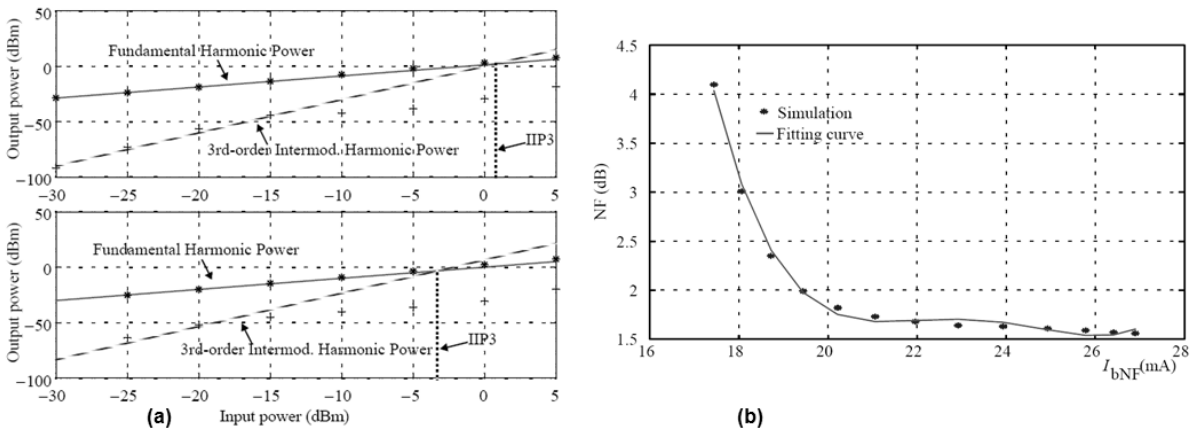 50
0
−50
−100
Output power (dBm)
Fundamental Harmonic Power
3rd-order Intermod. Harmonic Power
IIP3
−30 −25 −20 −15 −10 −5 0 5
50
0
−50
−100
Output power (dBm)
Fundamental Harmonic Power
3rd-order Intermod. Harmonic Power
IIP3
−30 −25 −20 −15 −10 −5 0 5
Input power (dBm)
(a)
4.5
4
3.5
3
2.5
2
1.5
NF (dB)
Simulation
Fitting curve
16 18 20 22 24 26 28
IbNF(mA)
(b)